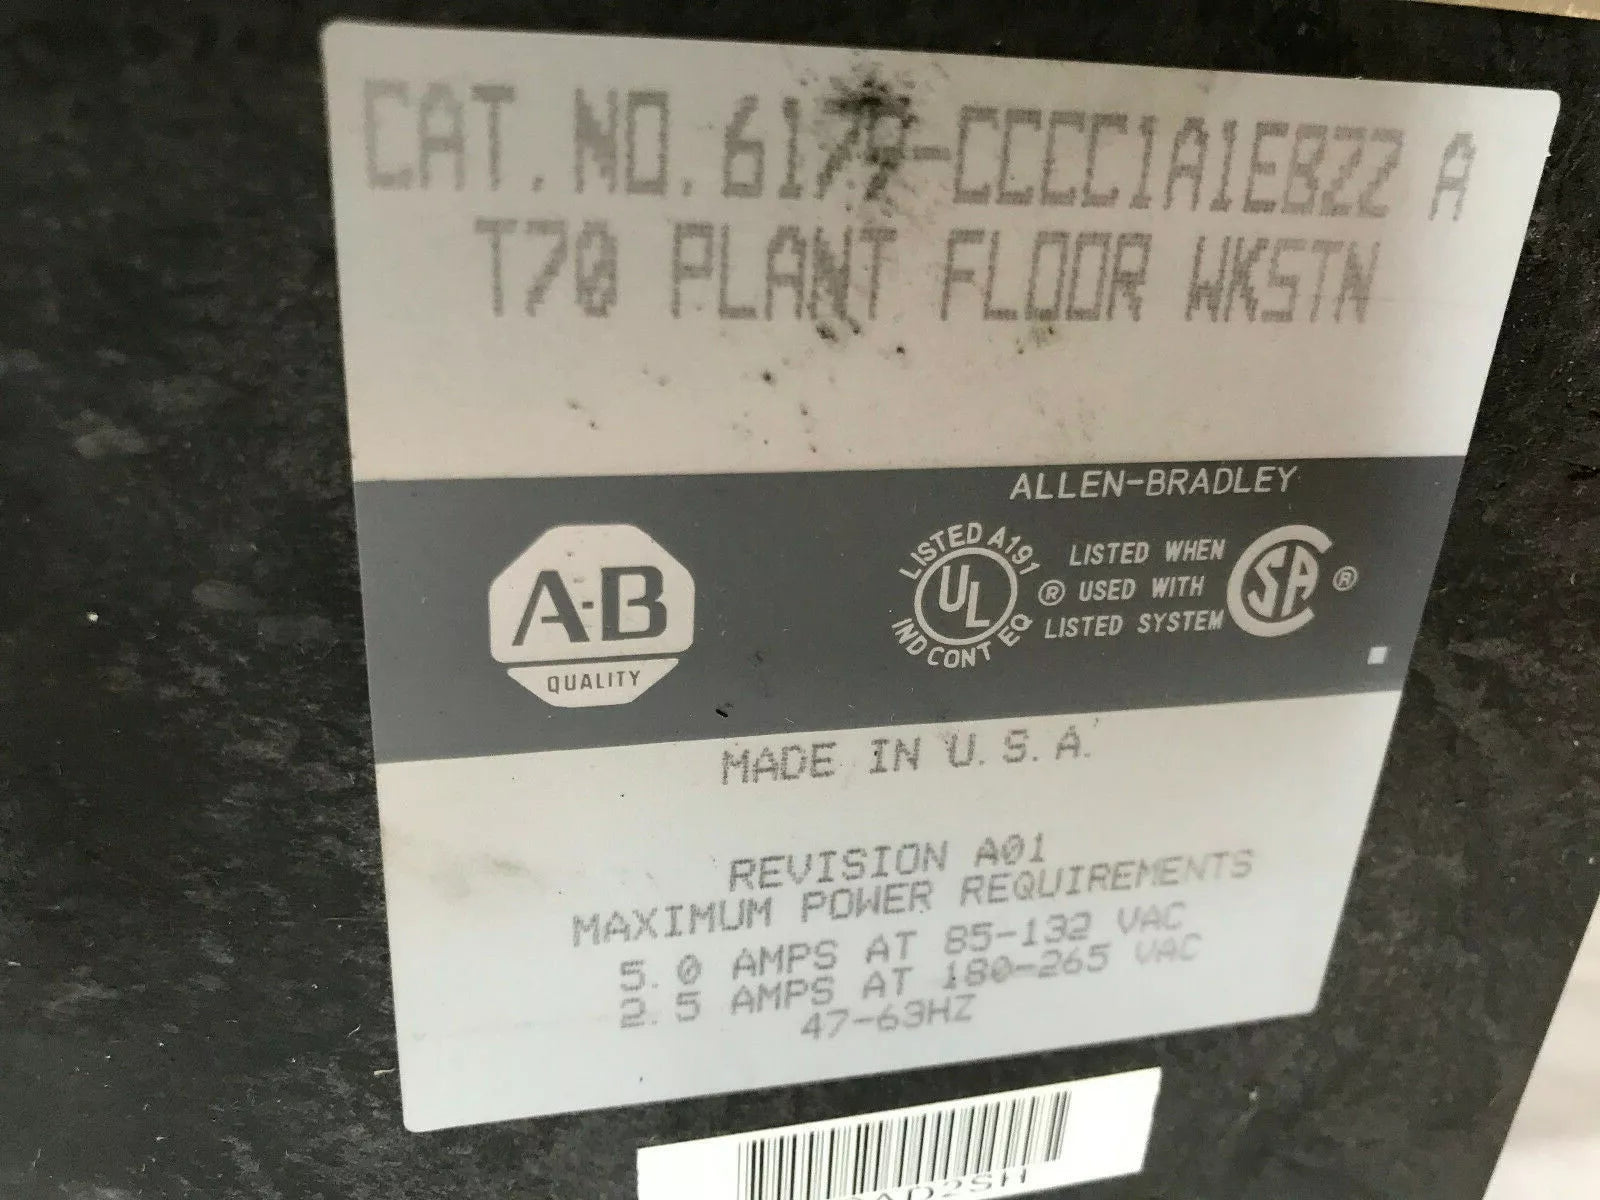 CAT.NO.6179-CCCC1A1EBZZ A
T70 PLANT FLOOR WKSTN
ALLEN-BRADLEY
A-B
QUALITY
LISTED A191
UL
IND CONT EQ
®
LISTED WHEN
USED WITH
LISTED SYSTEM
SA ®
MADE IN U.S.A.
REVISION A01
MAXIMUM POWER REQUIREMENTS
5.0 AMPS AT 85-132 VAC
2.5 AMPS AT 180-265 VAC
47-63HZ